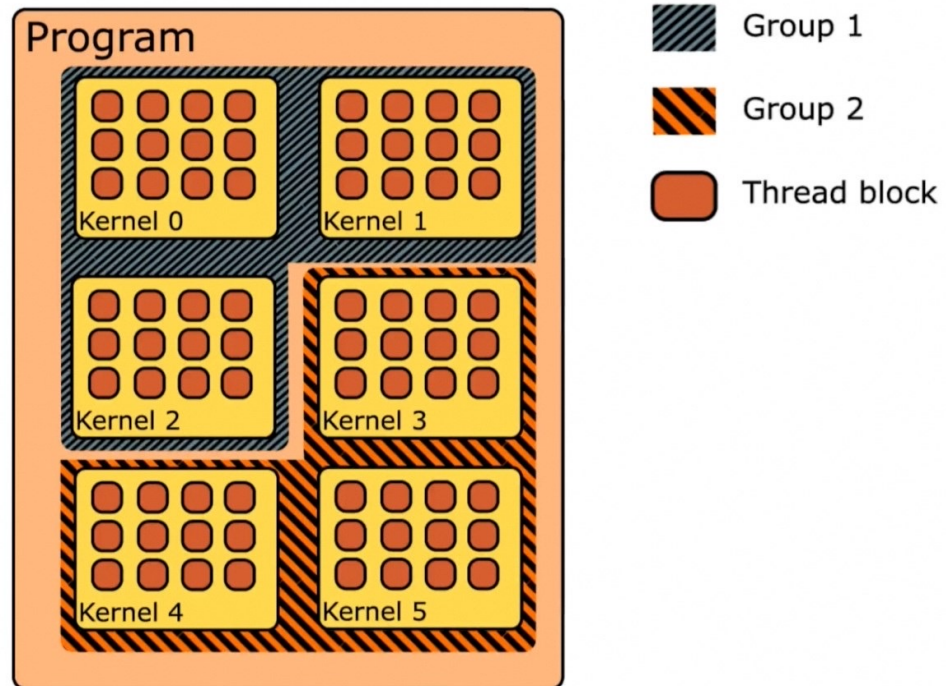 Program
Kernel 0
Kernel 1
Kernel 2
Kernel 3
Kernel 4
Kernel 5
Group 1
Group 2
Thread block